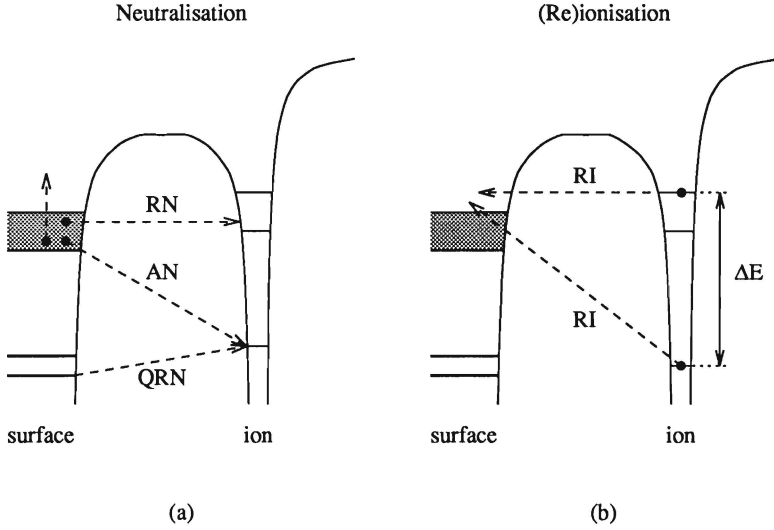 Neutralisation
(Re)ionisation
RN
AN
QRN
surface
ion
(a)
RI
RI
ΔE
surface
ion
(b)